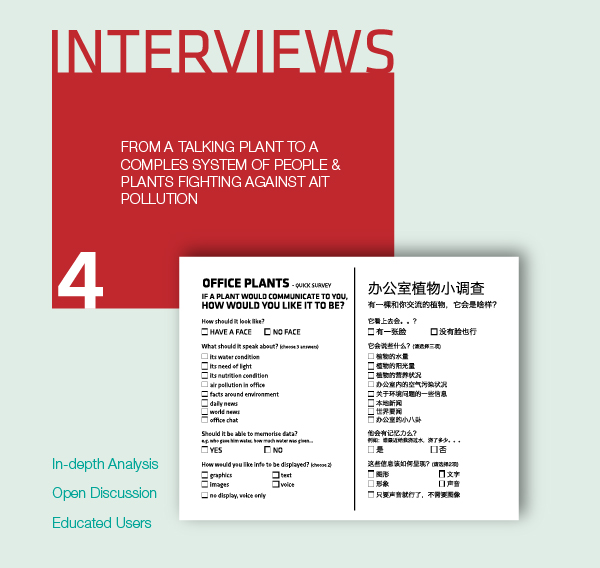 INTERVIEWS
FROM A TALKING PLANT TO A
COMPLES SYSTEM OF PEOPLE &
PLANTS FIGHTING AGAINST AIT
POLLUTION
4
OFFICE PLANTS - QUICK SURVEY
IF A PLANT WOULD COMMUNICATE TO YOU,
HOW WOULD YOU LIKE IT TO BE?
How should it look like?
HAVE A FACE NO FACE
What should it speak about? (choose 3 answers)
its water condition
its need of light
its nutrition condition
air pollution in office
facts around environment
daily news
world news
office chat
Should it be able to memorise data?
e.g. who gives him water, how much water was given...
YES NO
How would you like info to be displayed? (choose 2)
graphics text
images voice
no display, voice only
办公室植物小调查
有一棵和你交流的植物，它会是啥样?
它看上去会。。?
有一张脸 没有脸也行
它会说些什么? (请选择三项)
植物的水量
植物的阳光量
植物的营养状况
办公室内的空气污染状况
关于环境问题的一些信息
本地新闻
世界要闻
办公室的小八卦
他会有记忆力么?
例如: 谁最近给我浇过水，浇了多少。。。
是 否
这些信息该如何呈现? (请选择2项)
图形 文字
形象 声音
只要声音就行了，不需要图像
In-depth Analysis
Open Discussion
Educated Users